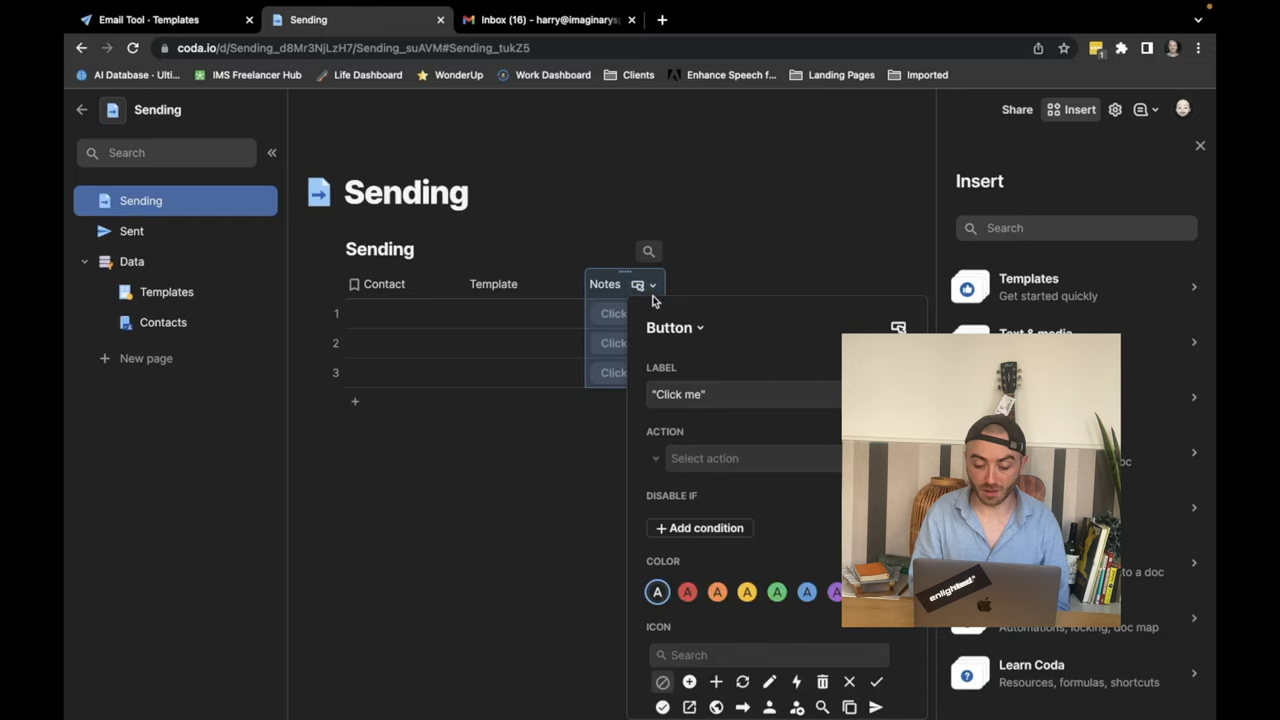 Email Tool · Templates
Sending
Inbox (16) - harry@imaginarys
coda.io/d/Sending_d8Mr3NjLzH7/Sending_suAVM#Sending_tukZ5
1
AI Database · Ulti...
IMS Freelancer Hub
Life Dashboard
WonderUp
Work Dashboard
Clients
Enhance Speech f...
Landing Pages
Imported
Sending
Share
Insert
Search
Sending
Sent
Data
Templates
Contacts
New page
Sending
Sending
Contact
Template
Notes
1
Click
2
Click
3
Click
Button
LABEL
"Click me"
ACTION
Select action
DISABLE IF
Add condition
COLOR
A A A A A A A
ICON
Search
Insert
Search
Templates
Get started quickly
Text & media
oc
to a doc
Automations, locking, doc map
Learn Coda
Resources, formulas, shortcuts
enlightened